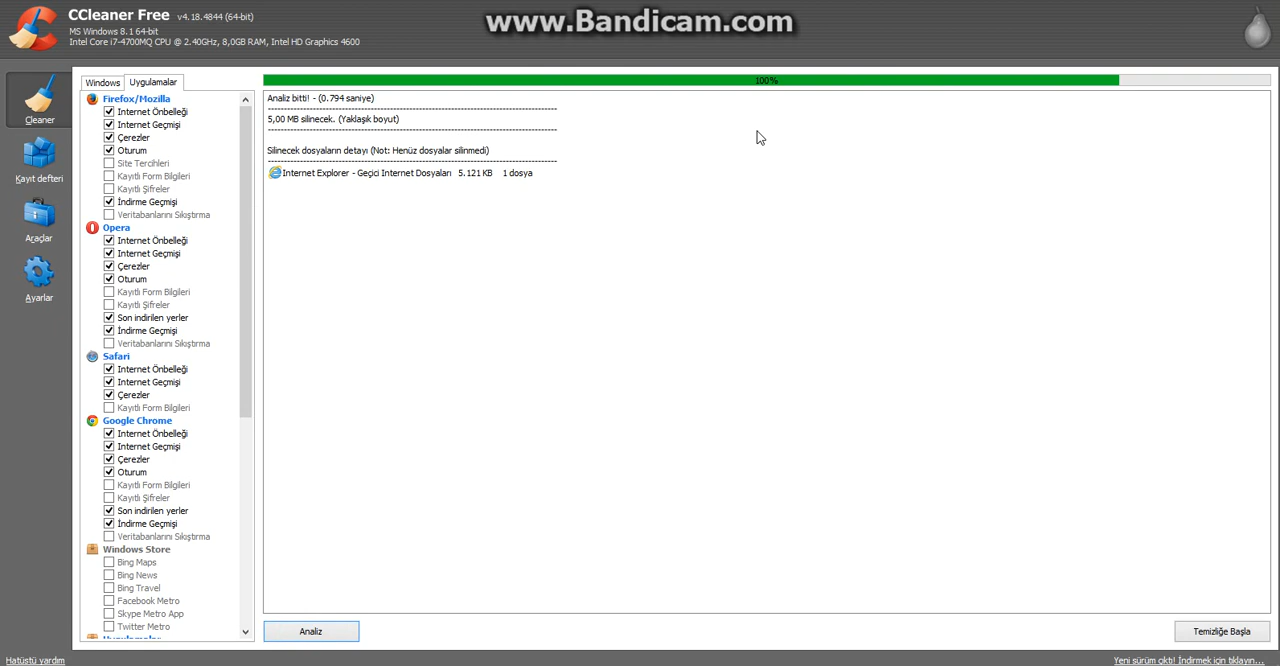 CCleaner Free v4.18.4844 (64-bit)
MS Windows 8.1 64-bit
Intel Core i7-4700MQ CPU @ 2.40GHz, 8,0GB RAM, Intel HD Graphics 4600
www.Bandicam.com
Cleaner
Kayıt defteri
Araçlar
Ayarlar
Windows
Uygulamalar
Firefox/Mozilla
Internet Önbelleği
Internet Geçmişi
Çerezler
Oturum
Site Tercihleri
Kayıtlı Form Bilgileri
Kayıtlı Şifreler
İndirme Geçmişi
Veritabanlarını Sıkıştırma
Opera
Internet Önbelleği
Internet Geçmişi
Çerezler
Oturum
Kayıtlı Form Bilgileri
Kayıtlı Şifreler
Son indirilen yerler
İndirme Geçmişi
Veritabanlarını Sıkıştırma
Safari
Internet Önbelleği
Internet Geçmişi
Çerezler
Kayıtlı Form Bilgileri
Google Chrome
Internet Önbelleği
Internet Geçmişi
Çerezler
Oturum
Kayıtlı Form Bilgileri
Kayıtlı Şifreler
Son indirilen yerler
İndirme Geçmişi
Veritabanlarını Sıkıştırma
Windows Store
Bing Maps
Bing News
Bing Travel
Facebook Metro
Skype Metro App
Twitter Metro
Uygulamalar
100%
Analiz bitti! - (0.794 saniye)
5,00 MB silinecek. (Yaklaşık boyut)
Silinecek dosyaların detayı (Not: Henüz dosyalar silinmedi)
Internet Explorer - Geçici Internet Dosyaları 5.121 KB 1 dosya
Analiz
Temizliğe Başla
Hatüstü yardım
Yeni sürüm çıktı! İndirmek için tıklayın...